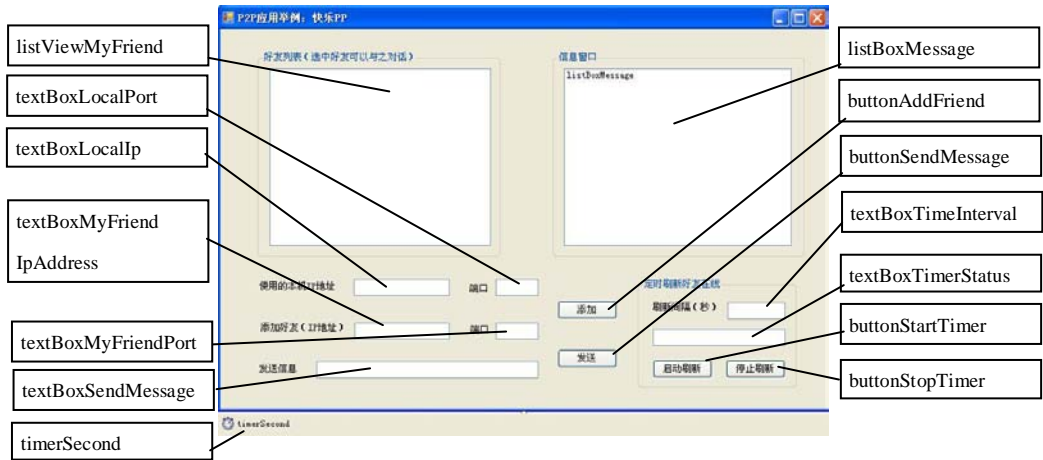 P2P应用举例：快乐PP
listViewMyFriend
textBoxLocalPort
textBoxLocalIp
textBoxMyFriend
IpAddress
textBoxMyFriendPort
textBoxSendMessage
timerSecond
好友列表（选中好友可以与之对话）
信息窗口
listBoxMessage
使用的本机IP地址
端口
添加好友（IP地址）
端口
发送信息
添加
发送
定时刷新好友在线
刷新间隔（秒）
启动刷新
停止刷新
timerSecond
listBoxMessage
buttonAddFriend
buttonSendMessage
textBoxTimeInterval
textBoxTimerStatus
buttonStartTimer
buttonStopTimer